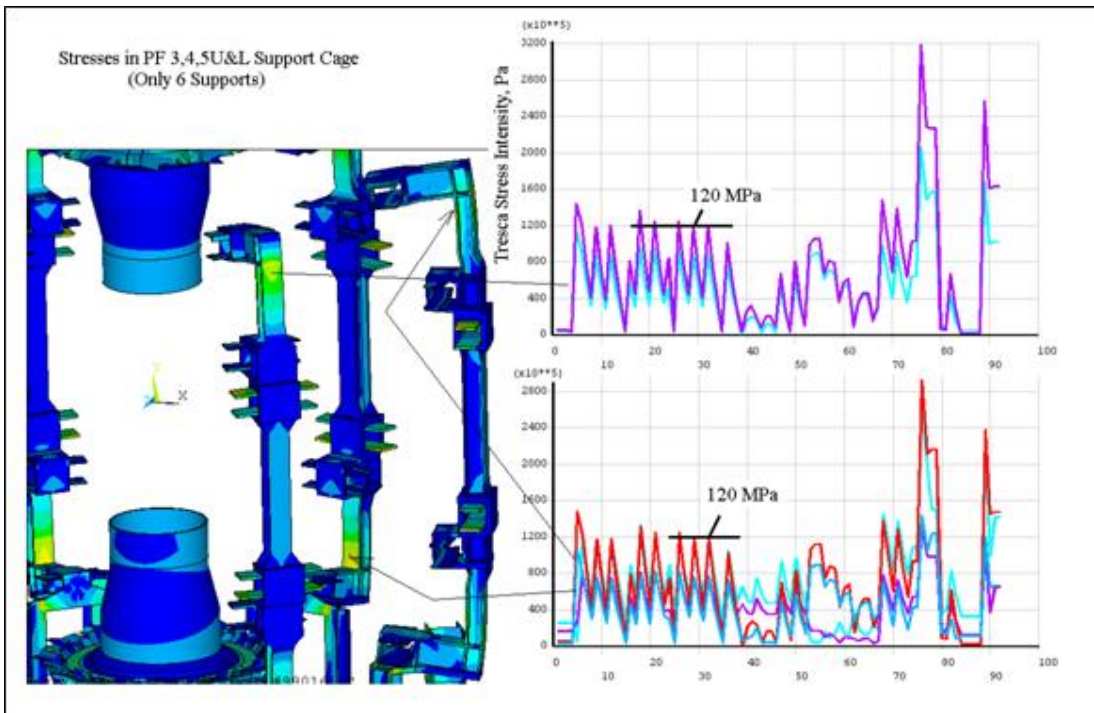 Stresses in PF 3,4,5U&L Support Cage
(Only 6 Supports)
Tresca Stress Intensity, Pa
(x10**5)
3200
2800
2400
2000
1600
1200
800
400
0
120 MPa
0 10 20 30 40 50 60 70 80 90 100
Y
X
(x10**5)
2800
2400
2000
1600
1200
800
400
0
120 MPa
0 10 20 30 40 50 60 70 80 90 100